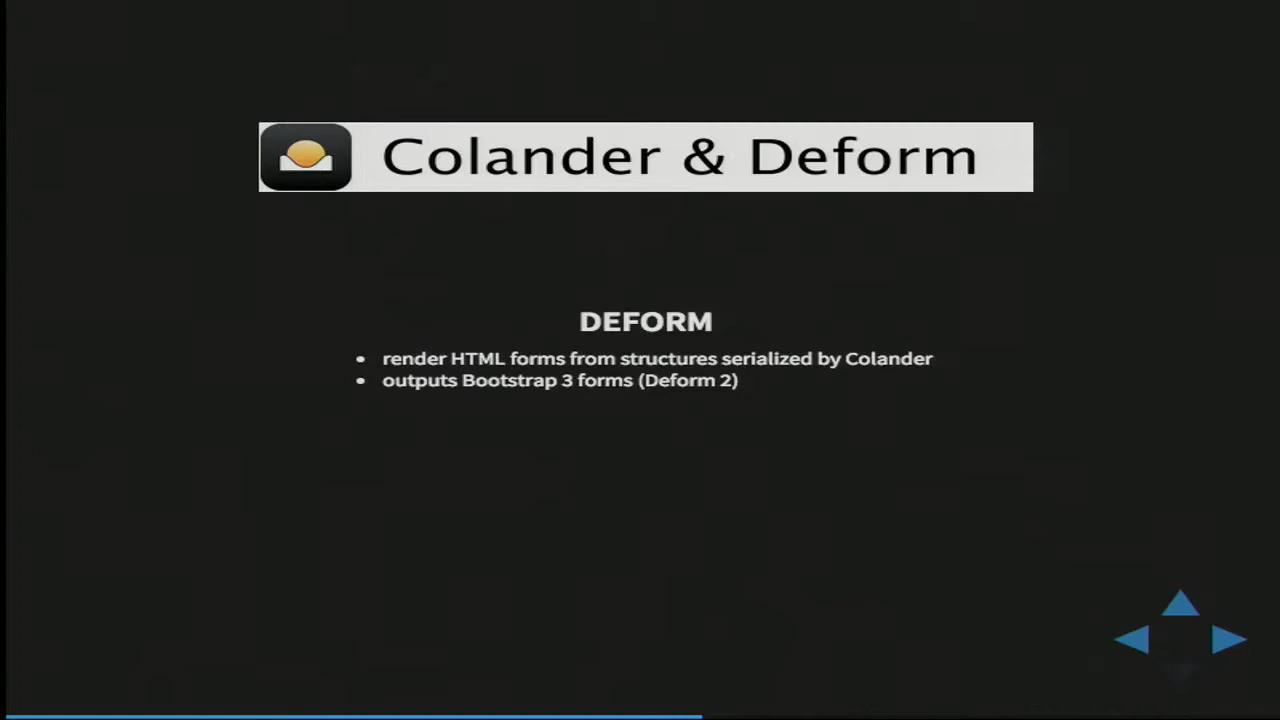 Colander & Deform
DEFORM
• render HTML forms from structures serialized by Colander
• outputs Bootstrap 3 forms (Deform 2)